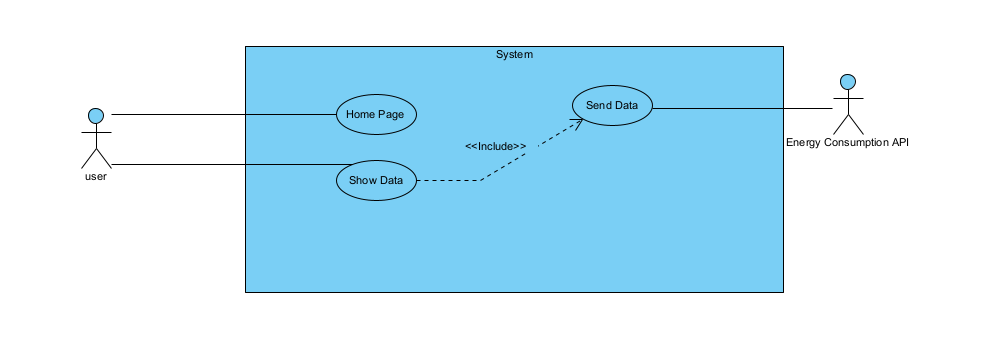 System
Home Page
Send Data
<<Include>>
Energy Consumption API
user
Show Data